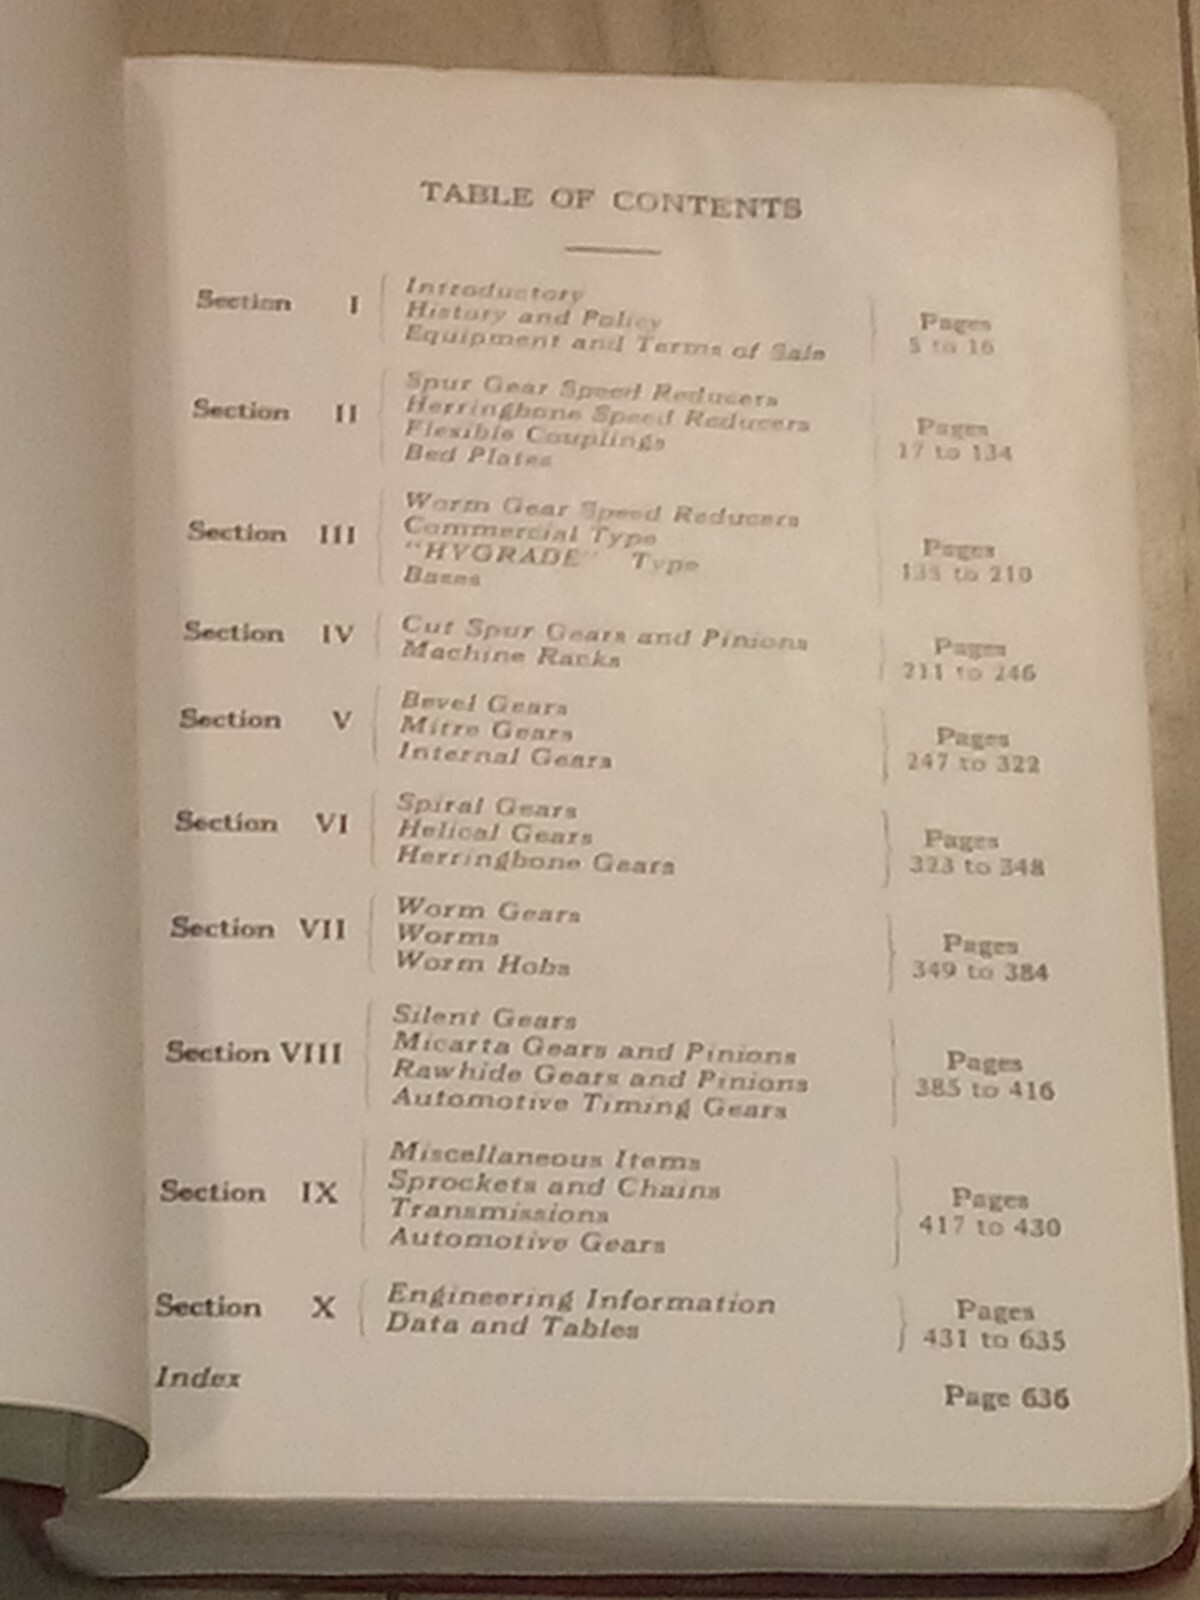 TABLE OF CONTENTS
Section I
Introductory
History and Policy
Equipment and Terms of Sale
Pages
5 to 16
Section II
Spur Gear Speed Reducers
Herringbone Speed Reducers
Flexible Couplings
Bed Plates
Pages
17 to 134
Section III
Worm Gear Speed Reducers
Commercial Type
"HYGRADE" Type
Bases
Pages
135 to 210
Section IV
Cut Spur Gears and Pinions
Machine Racks
Pages
211 to 246
Section V
Bevel Gears
Mitre Gears
Internal Gears
Pages
247 to 322
Section VI
Spiral Gears
Helical Gears
Herringbone Gears
Pages
323 to 348
Section VII
Worm Gears
Worms
Worm Hobs
Pages
349 to 384
Section VIII
Silent Gears
Micarta Gears and Pinions
Rawhide Gears and Pinions
Automotive Timing Gears
Pages
385 to 416
Section IX
Miscellaneous Items
Sprockets and Chains
Transmissions
Automotive Gears
Pages
417 to 430
Section X
Engineering Information
Data and Tables
Pages
431 to 635
Index
Page 636